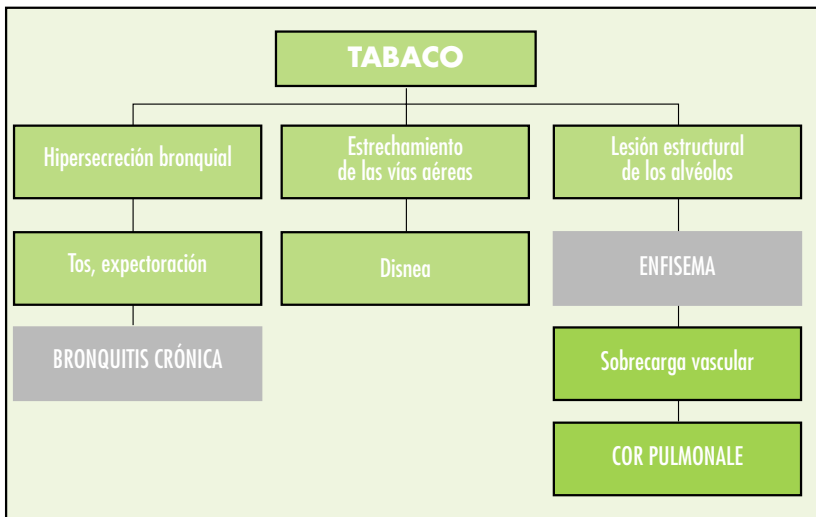 TABACO
Hipersecreción bronquial
Estrechamiento
de las vías aéreas
Lesión estructural
de los alvéolos
Tos, expectoración
Disnea
ENFISEMA
BRONQUITIS CRÓNICA
Sobrecarga vascular
COR PULMONALE